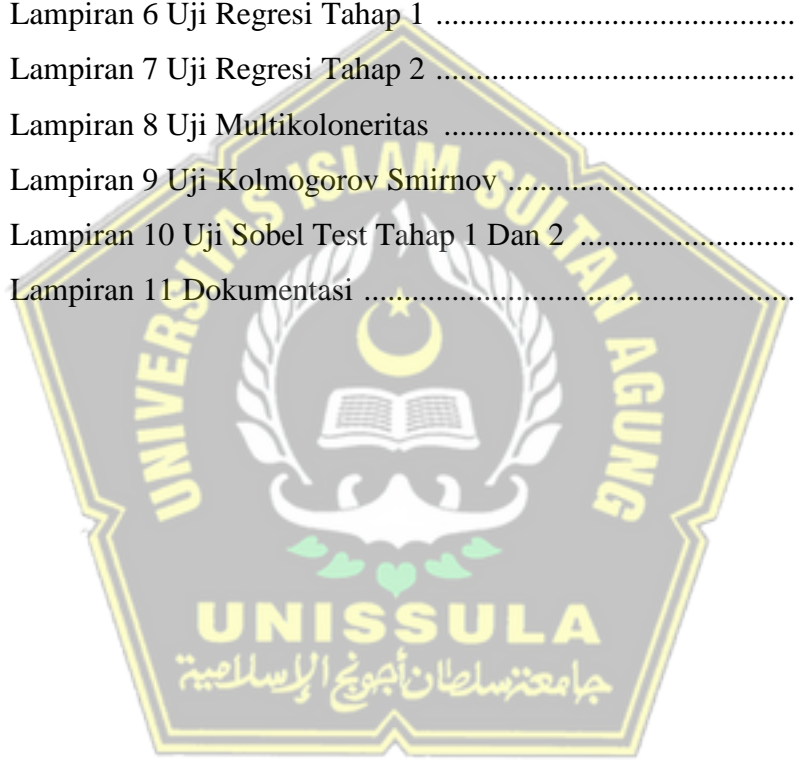 Lampiran 6 Uji Regresi Tahap 1 .............................................
Lampiran 7 Uji Regresi Tahap 2 .............................................
Lampiran 8 Uji Multikoloneritas ............................................
Lampiran 9 Uji Kolmogorov Smirnov ....................................
Lampiran 10 Uji Sobel Test Tahap 1 Dan 2 ...........................
Lampiran 11 Dokumentasi ......................................................
UNIVERSITAS ISLAM SULTAN AGUNG
UNISSULA
جامعة سلطان أجونج الإسلامية